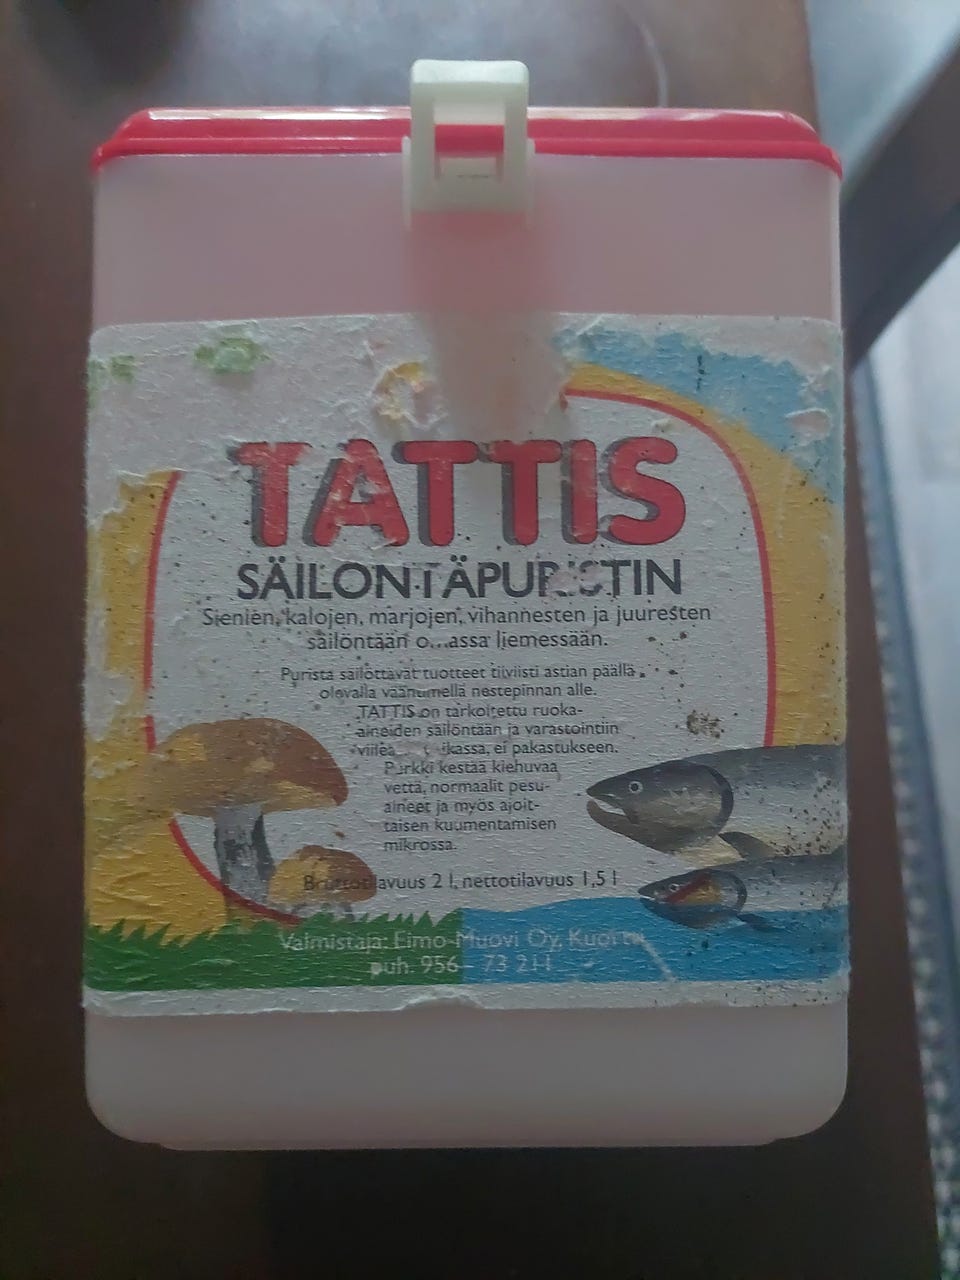 TATTIS
SÄILÖNTÄPURISTIN
Sienien, kalojen, marjojen, vihannesten ja juuresten
säilöntään omassa liemessään.
Purista säilöttävät tuotteet tiiviisti astian päällä
olevalla vääntimellä nestepinnan alle.
TATTIS on tarkoitettu ruoka-
aineiden säilöntään ja varastointiin
ei pakastukseen.
Purkki kestää kiehuvaa
vettä, normaalit pesu-
aineet ja myös ajoit-
taisen kuumentamisen
mikrossa.
Bruttotilavuus 2 l, nettotilavuus 1,5 l
Valmistaja: Eimo-Muovi Oy,
puh. 956 - 73 211